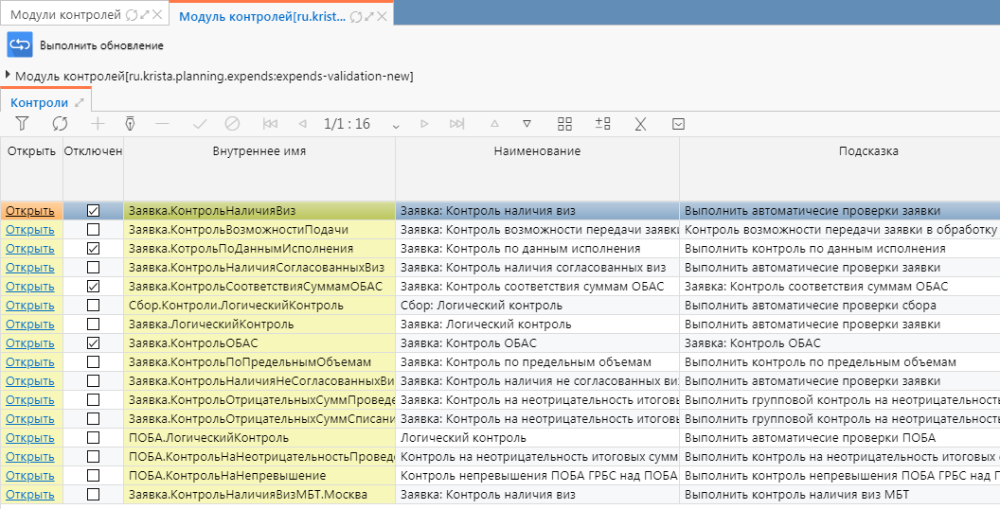 Модули контролей
Модуль контролей[ru.krist...
Выполнить обновление
Модуль контролей[ru.krista.planning.expends:expends-validation-new]
Контроли
1/1 : 16
Открыть Отключен Внутреннее имя Наименование Подсказка
Открыть Заявка.КонтрольНаличияВиз Заявка: Контроль наличия виз Выполнить автоматичесие проверки заявки
Открыть Заявка.КонтрольВозможностиПодачи Заявка: Контроль возможности передачи заявки Контроль возможности передачи заявки в обработку
Открыть Заявка.КотрольПоДаннымИсполнения Заявка: Контроль по данным исполнения Выполнить контроль по данным исполнения
Открыть Заявка.КонтрольНаличияСогласованныхВиз Заявка: Контроль наличия согласованных виз Выполнить автоматичесие проверки заявки
Открыть Заявка.КонтрольСоответствияСуммамОБАС Заявка: Контроль соответствия суммам ОБАС Заявка: Контроль соответствия суммам ОБАС
Открыть Сбор.Контроли.ЛогическийКонтроль Сбор: Логический контроль Выполнить автоматичесие проверки сбора
Открыть Заявка.ЛогическийКонтроль Заявка: Логический контроль Выполнить автоматичесие проверки заявки
Открыть Заявка.КонтрольОБАС Заявка: Контроль ОБАС Заявка: Контроль ОБАС
Открыть Заявка.КонтрольПоПредельнымОбъемам Заявка: Контроль по предельным объемам Выполнить контроль по предельным объемам
Открыть Заявка.КонтрольНаличияНеСогласованныхВи Заявка: Контроль наличия не согласованных виз Выполнить автоматичесие проверки заявки
Открыть Заявка.КонтрольОтрицательныхСуммПроведе Заявка: Контроль на неотрицательность итоговы Выполнить групповой контроль на неотрицательность
Открыть Заявка.КонтрольОтрицательныхСуммСписани Заявка: Контроль на неотрицательность итоговы Выполнить групповой контроль на неотрицательность
Открыть ПОБА.ЛогическийКонтроль Логический контроль Выполнить автоматичесие проверки ПОБА
Открыть ПОБА.КонтрольНаНеотрицательностьПроведе Контроль на неотрицательность итоговых сумм Выполнить контроль на неотрицательность итоговых с
Открыть ПОБА.КонтрольНаНепревышение Контроль непревышения ПОБА ГРБС над ПОБА Выполнить контроль непревышения ПОБА ГРБС над П
Открыть Заявка.КонтрольНаличияВизМБТ.Москва Заявка: Контроль наличия виз Выполнить контроль наличия виз МБТ